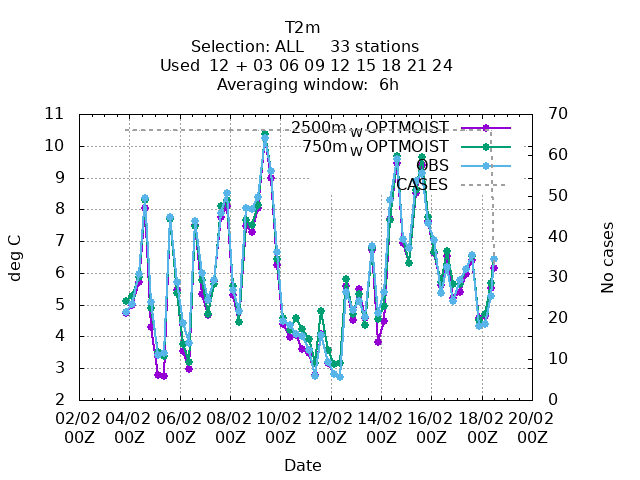 T2m
Selection: ALL 33 stations
Used 12 + 03 06 09 12 15 18 21 24
Averaging window: 6h
deg C
No cases
11
10
9
8
7
6
5
4
3
2
70
60
50
40
30
20
10
0
2500m_W OPTMOIST
750m_W OPTMOIST
OBS
CASES
02/02 04/02 06/02 08/02 10/02 12/02 14/02 16/02 18/02 20/02
00Z 00Z 00Z 00Z 00Z 00Z 00Z 00Z 00Z 00Z
Date